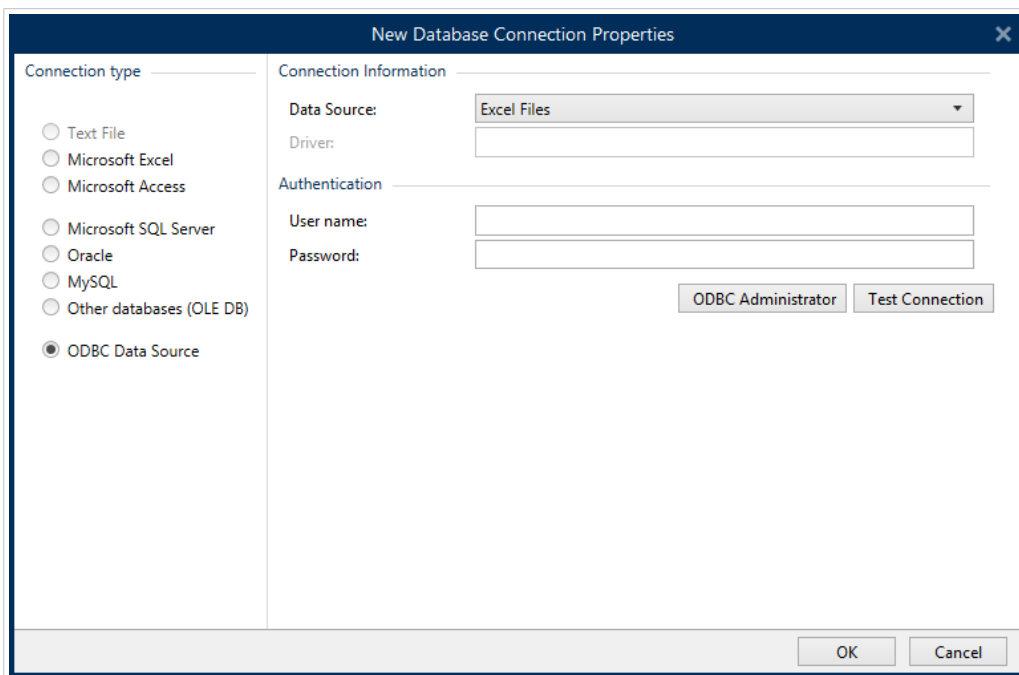 New Database Connection Properties
Connection type
Text File
Microsoft Excel
Microsoft Access
Microsoft SQL Server
Oracle
MySQL
Other databases (OLE DB)
ODBC Data Source
Connection Information
Data Source: Excel Files
Driver:
Authentication
User name:
Password:
ODBC Administrator Test Connection
OK Cancel